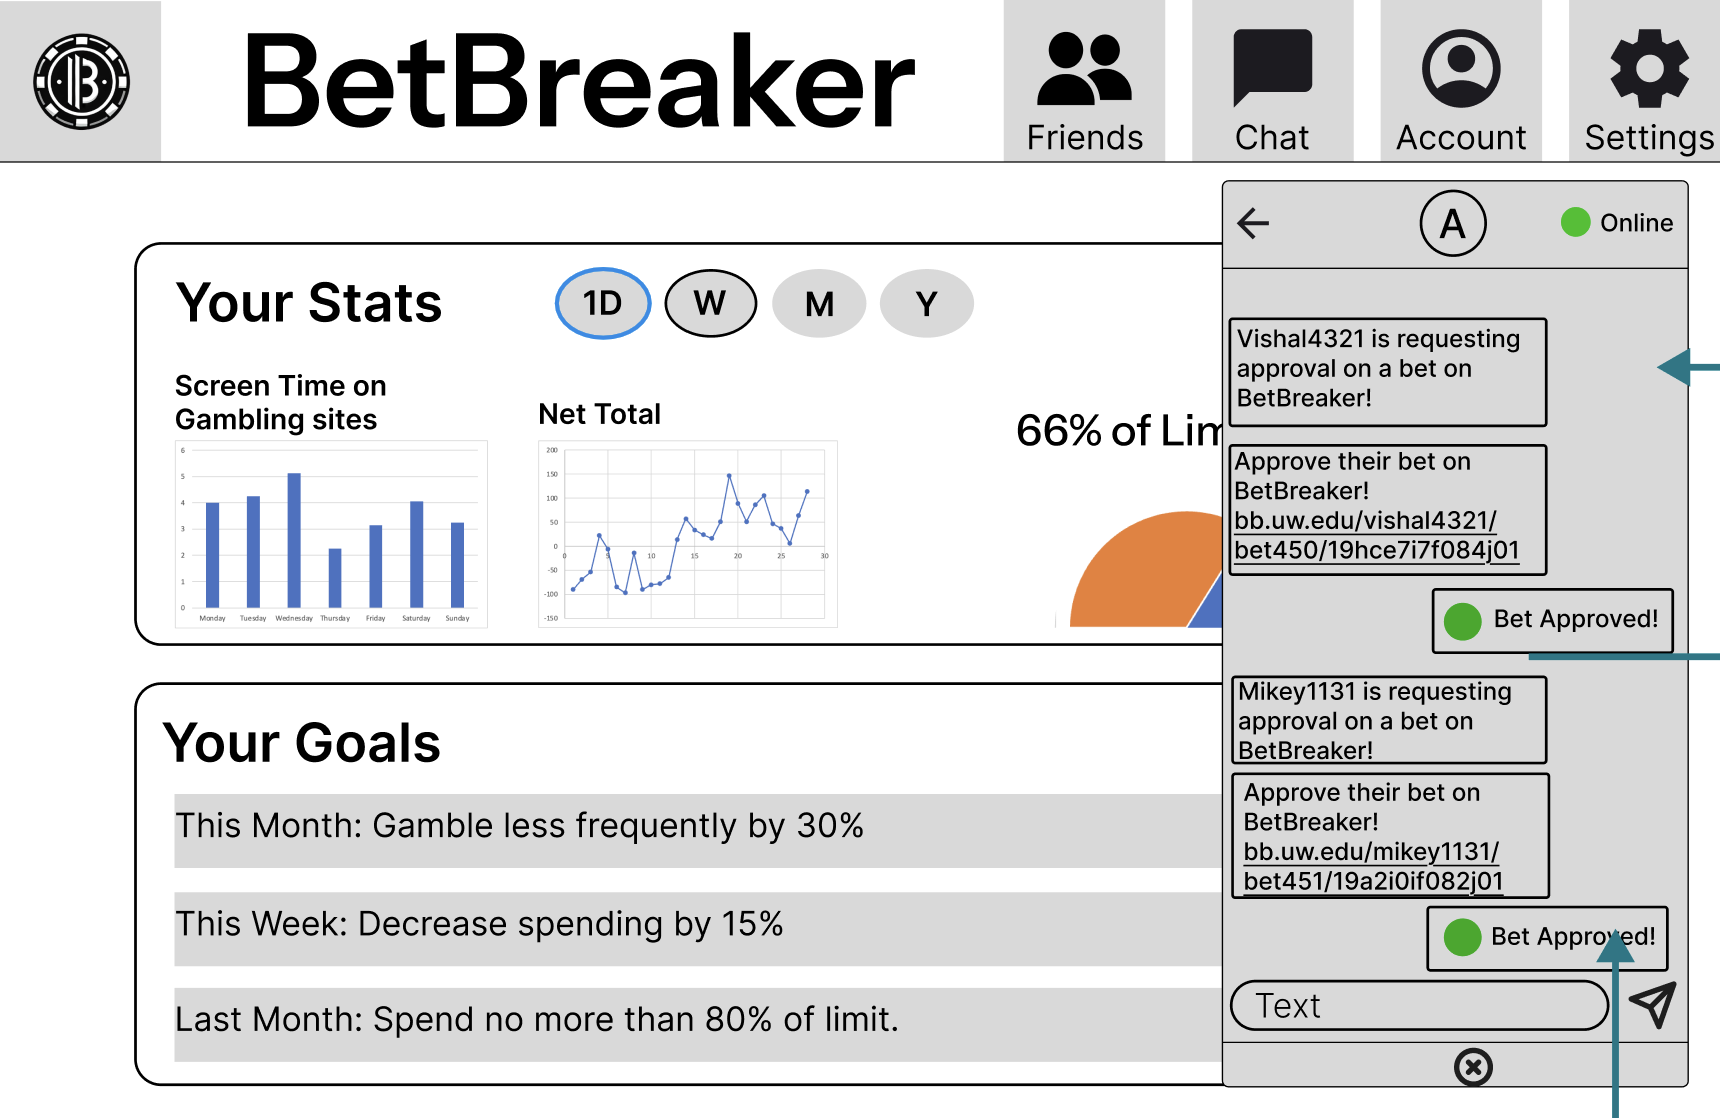 B
BetBreaker
Friends
Chat
Account
Settings
Your Stats
1D
W
M
Y
Screen Time on
Gambling sites
6
5
4
3
2
1
0
Monday
Tuesday
Wednesday
Thursday
Friday
Saturday
Sunday
Net Total
200
150
100
50
0
-50
-100
-150
0
5
10
15
20
25
30
66% of Lim
Your Goals
This Month: Gamble less frequently by 30%
This Week: Decrease spending by 15%
Last Month: Spend no more than 80% of limit.
A
Online
Vishal4321 is requesting
approval on a bet on
BetBreaker!
Approve their bet on
BetBreaker!
bb.uw.edu/vishal4321/
bet450/19hce7i7f084j01
Bet Approved!
Mikey1131 is requesting
approval on a bet on
BetBreaker!
Approve their bet on
BetBreaker!
bb.uw.edu/mikey1131/
bet451/19a2i0if082j01
Bet Approved!
Text